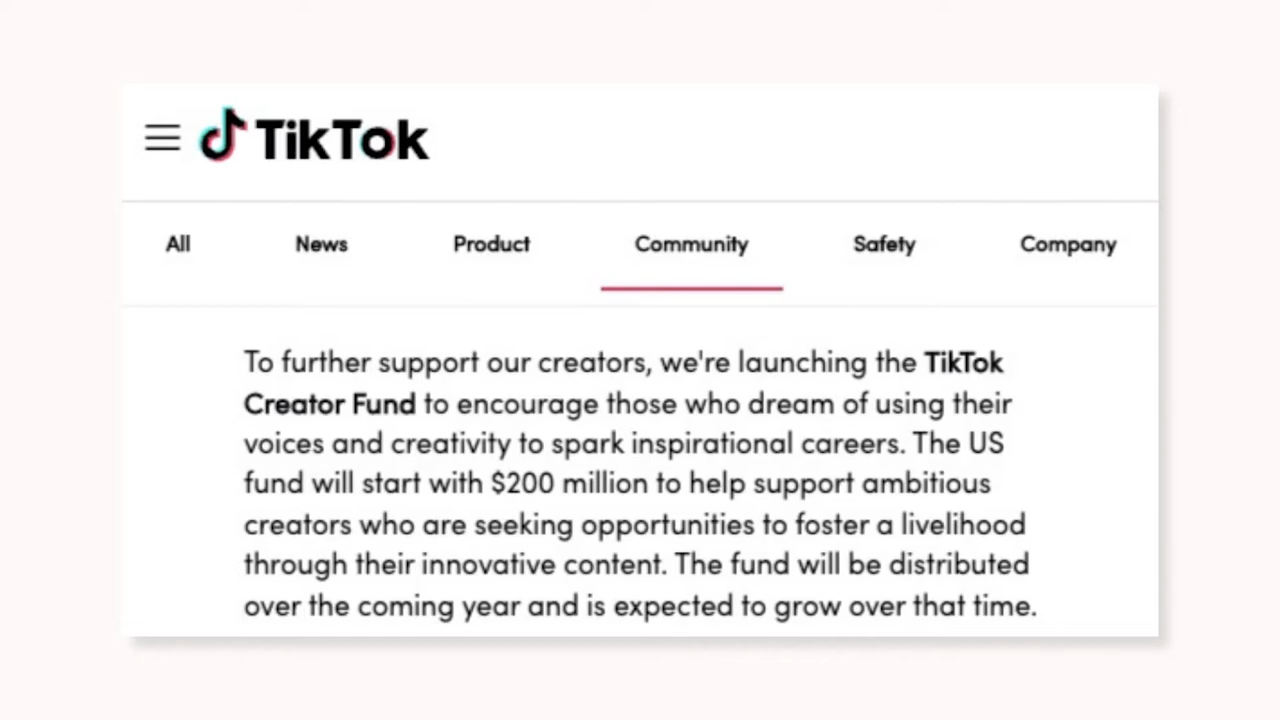 TikTok
All News Product Community Safety Company
To further support our creators, we're launching the TikTok
Creator Fund to encourage those who dream of using their
voices and creativity to spark inspirational careers. The US
fund will start with $200 million to help support ambitious
creators who are seeking opportunities to foster a livelihood
through their innovative content. The fund will be distributed
over the coming year and is expected to grow over that time.